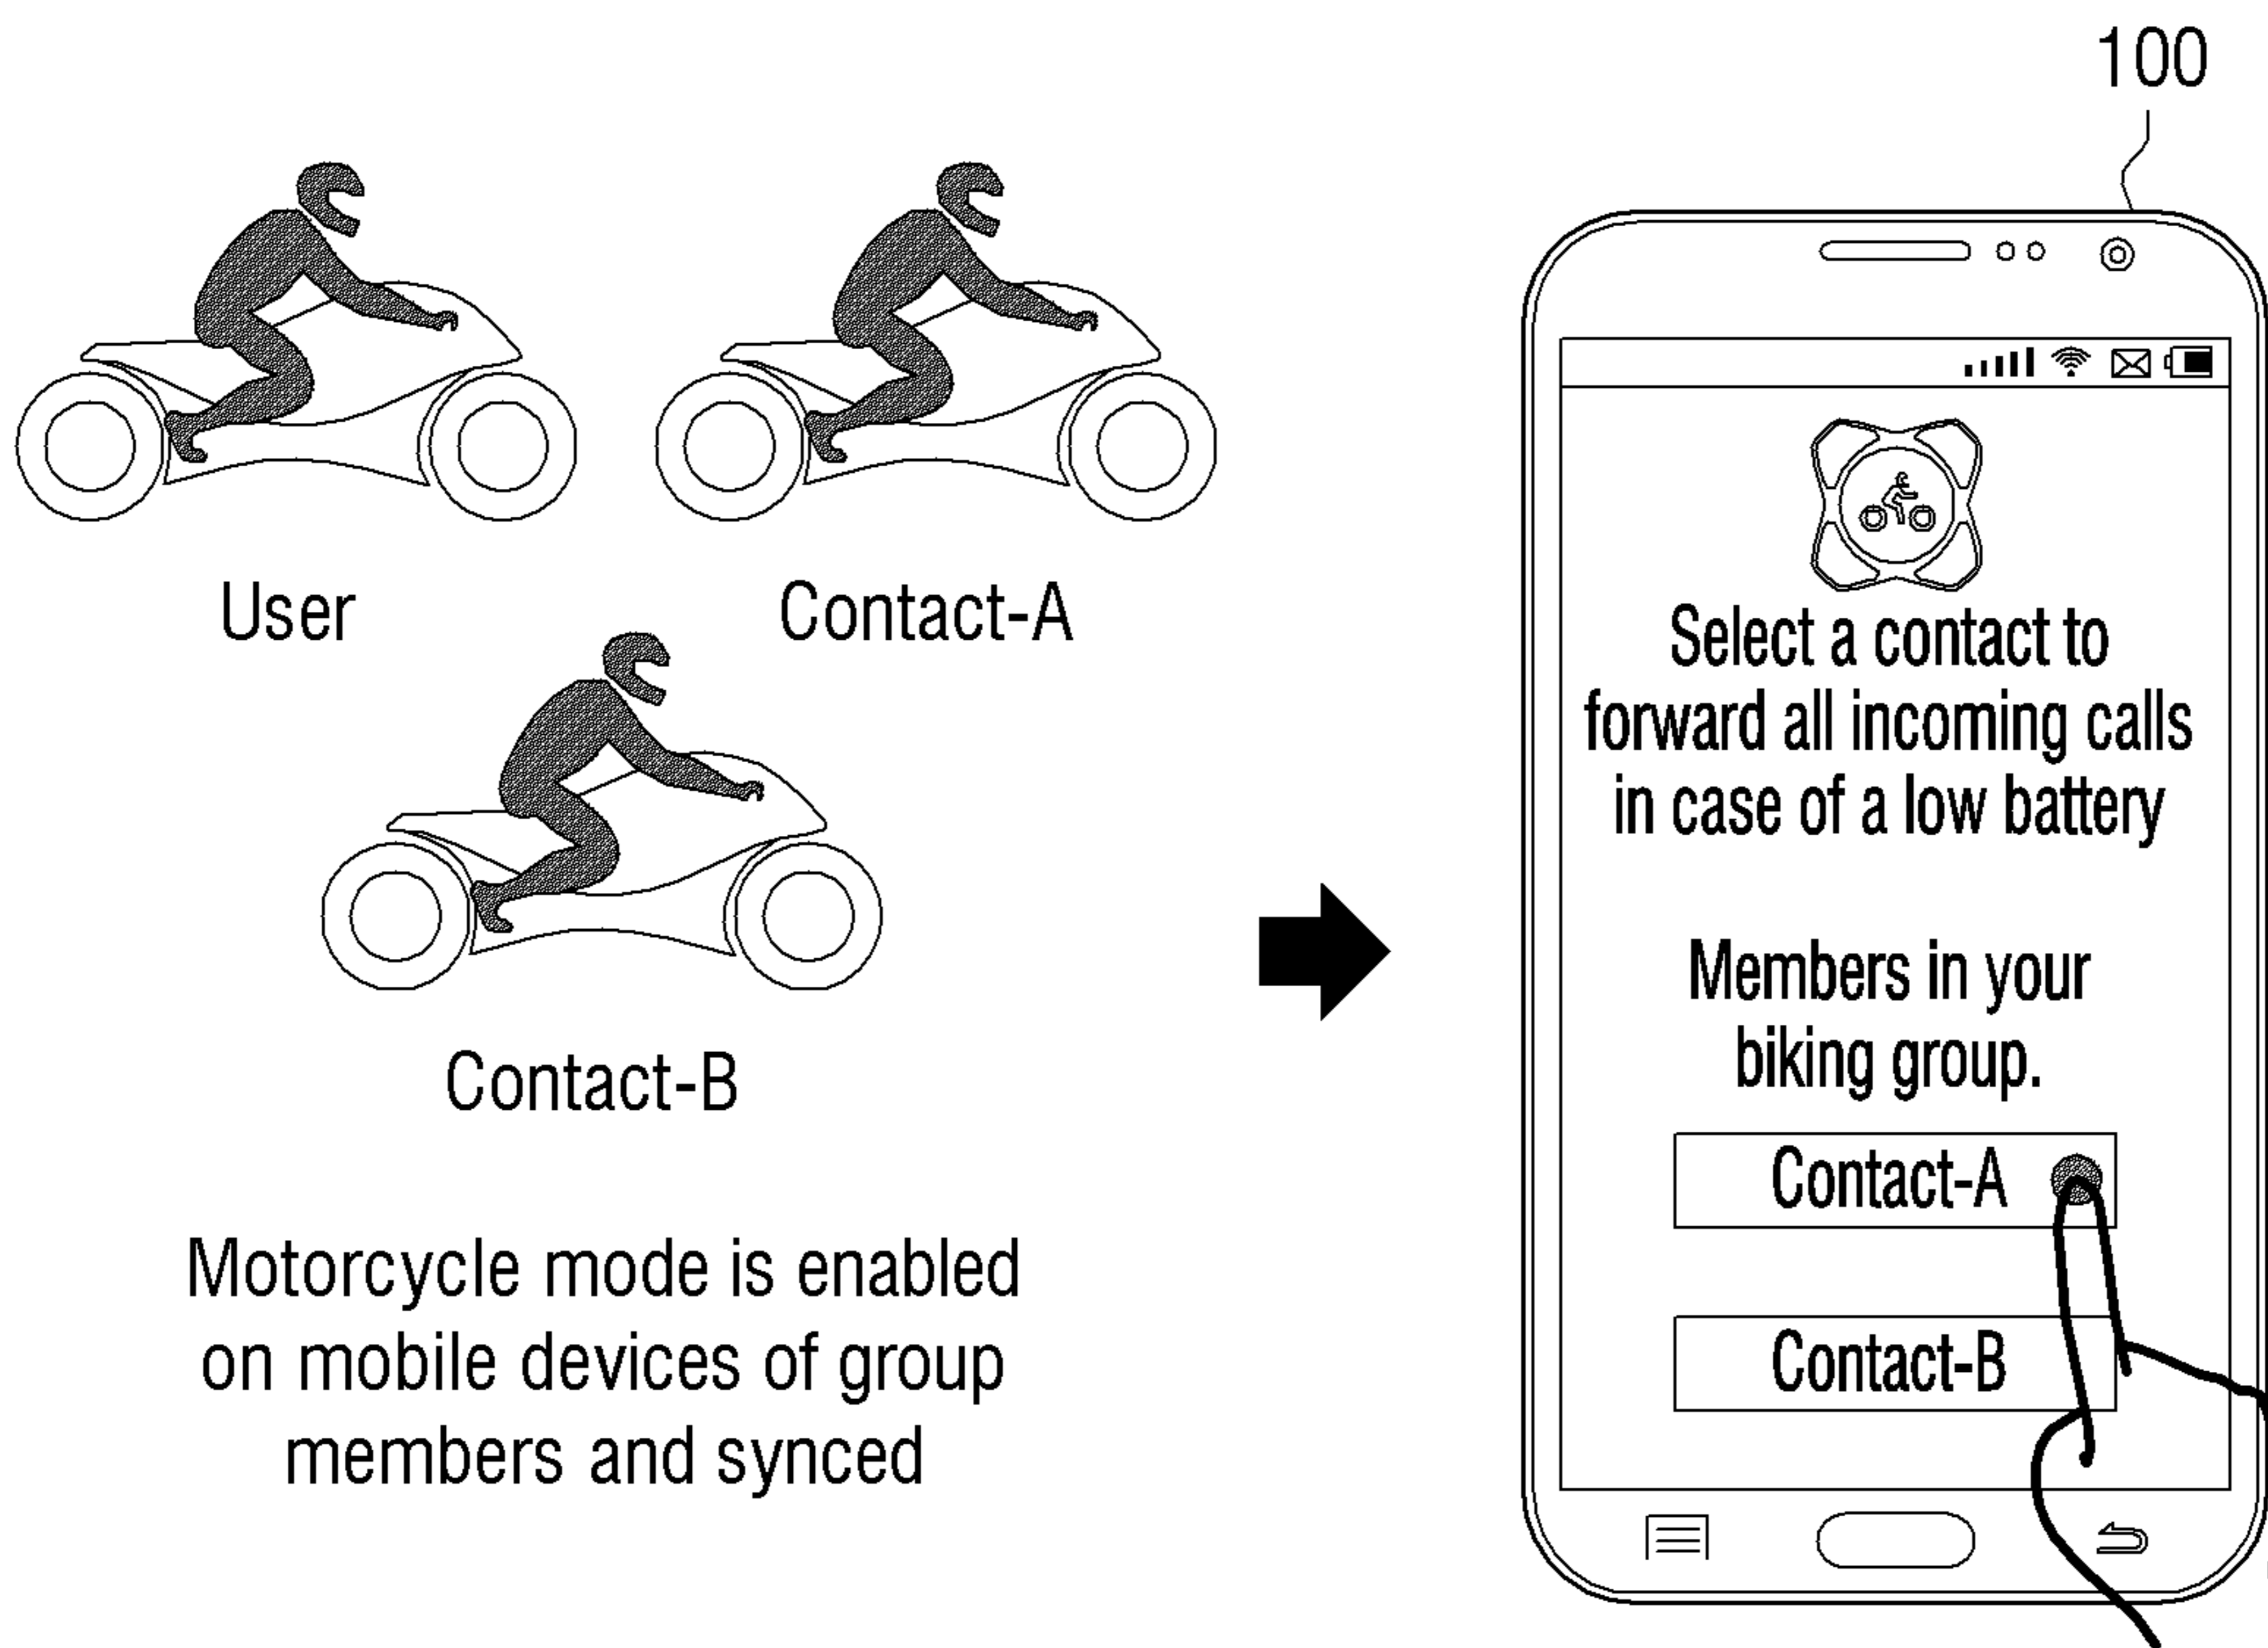 100
User
Contact-A
Contact-B
Motorcycle mode is enabled
on mobile devices of group
members and synced
Select a contact to
forward all incoming calls
in case of a low battery
Members in your
biking group.
Contact-A
Contact-B